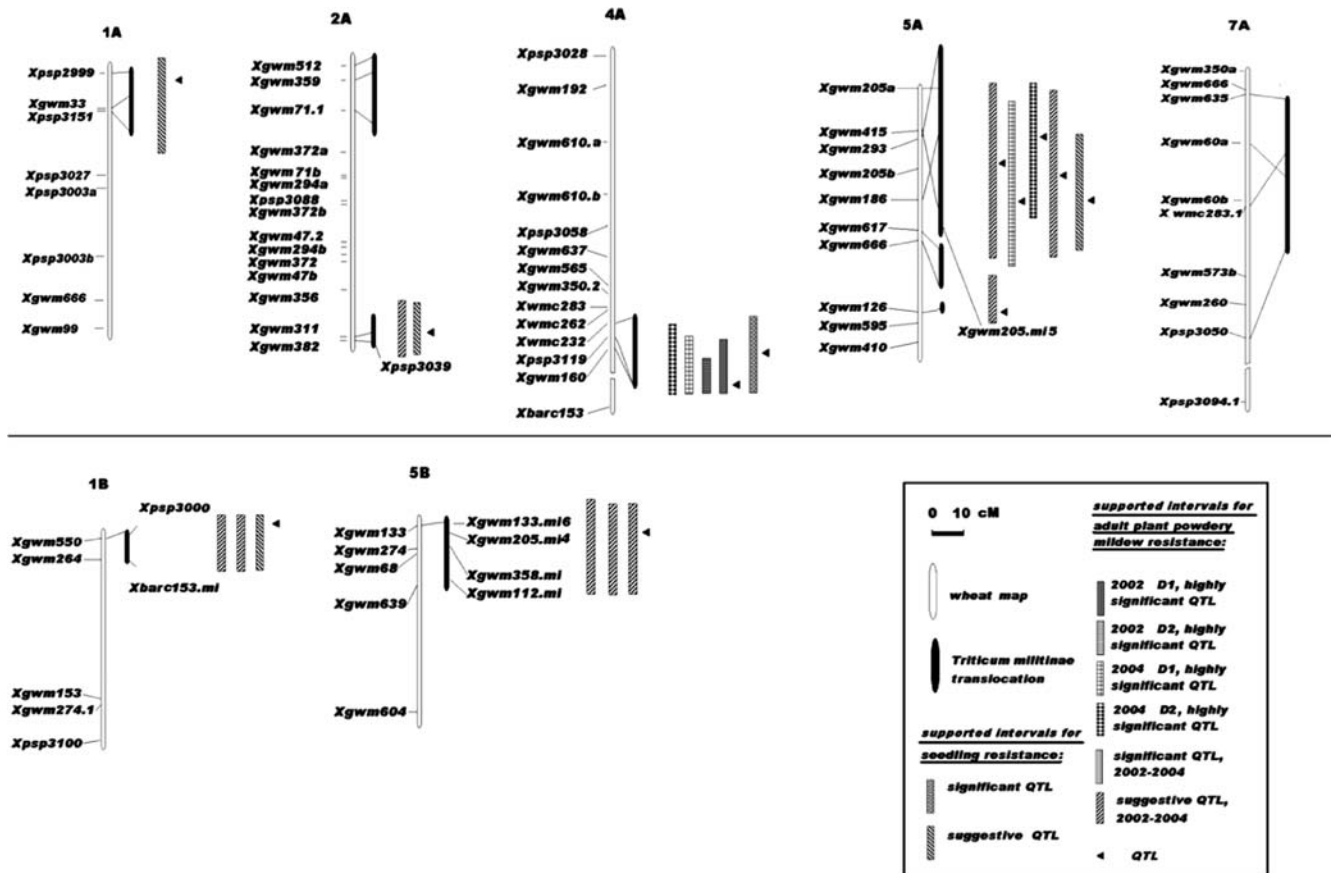 1A
Xpsp2999
Xgwm33
Xpsp3151
Xpsp3027
Xpsp3003a
Xpsp3003b
Xgwm666
Xgwm99
2A
Xgwm512
Xgwm359
Xgwm71.1
Xgwm372a
Xgwm71b
Xgwm294a
Xpsp3088
Xgwm372b
Xgwm47.2
Xgwm294b
Xgwm372
Xgwm47b
Xgwm356
Xgwm311
Xgwm382
Xpsp3039
4A
Xpsp3028
Xgwm192
Xgwm610.a
Xgwm610.b
Xpsp3058
Xgwm637
Xgwm565
Xgwm350.2
Xwmc283
Xwmc262
Xwmc232
Xpsp3119
Xgwm160
Xbarc153
5A
Xgwm205a
Xgwm415
Xgwm293
Xgwm205b
Xgwm186
Xgwm617
Xgwm666
Xgwm126
Xgwm595
Xgwm410
Xgwm205.mi5
7A
Xgwm350a
Xgwm666
Xgwm635
Xgwm60a
Xgwm60b
X wmc283.1
Xgwm573b
Xgwm260
Xpsp3050
Xpsp3094.1
1B
Xpsp3000
Xgwm550
Xgwm264
Xbarc153.mi
Xgwm153
Xgwm274.1
Xpsp3100
5B
Xgwm133
Xgwm274
Xgwm68
Xgwm639
Xgwm604
Xgwm133.mi6
Xgwm205.mi4
Xgwm358.mi
Xgwm112.mi
0 10 cM
wheat map
Triticum militinae
translocation
supported intervals for
seedling resistance:
significant QTL
suggestive QTL
supported intervals for
adult plant powdery
mildew resistance:
2002 D1, highly
significant QTL
2002 D2, highly
significant QTL
2004 D1, highly
significant QTL
2004 D2, highly
significant QTL
significant QTL,
2002-2004
suggestive QTL,
2002-2004
QTL